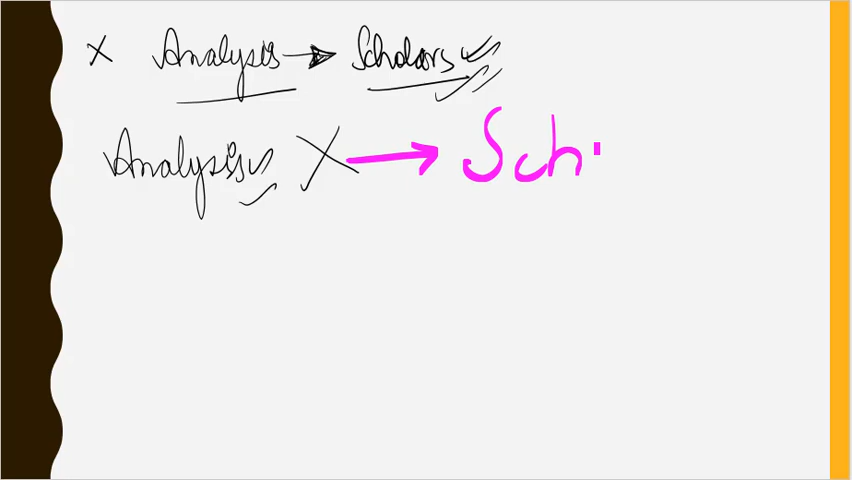 X Analysis → Scholars
Analysis X → Sch